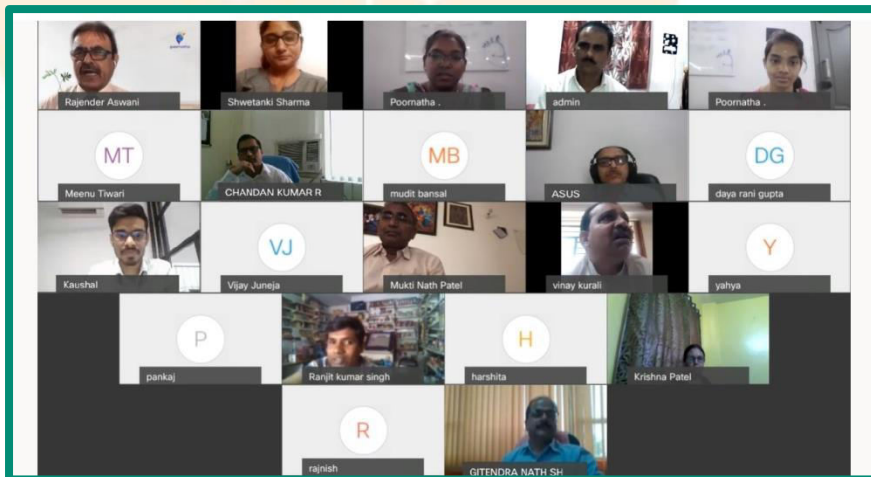 poornatha
Rajender Aswani
Shwetanki Sharma
Poornatha .
admin
Poornatha .
MT
Meenu Tiwari
CHANDAN KUMAR R
MB
mudit bansal
ASUS
DG
daya rani gupta
Kaushal
VJ
Vijay Juneja
Mukti Nath Patel
vinay kurali
Y
yahya
P
pankaj
Ranjit kumar singh
H
harshita
Krishna Patel
R
rajnish
GITENDRA NATH SH